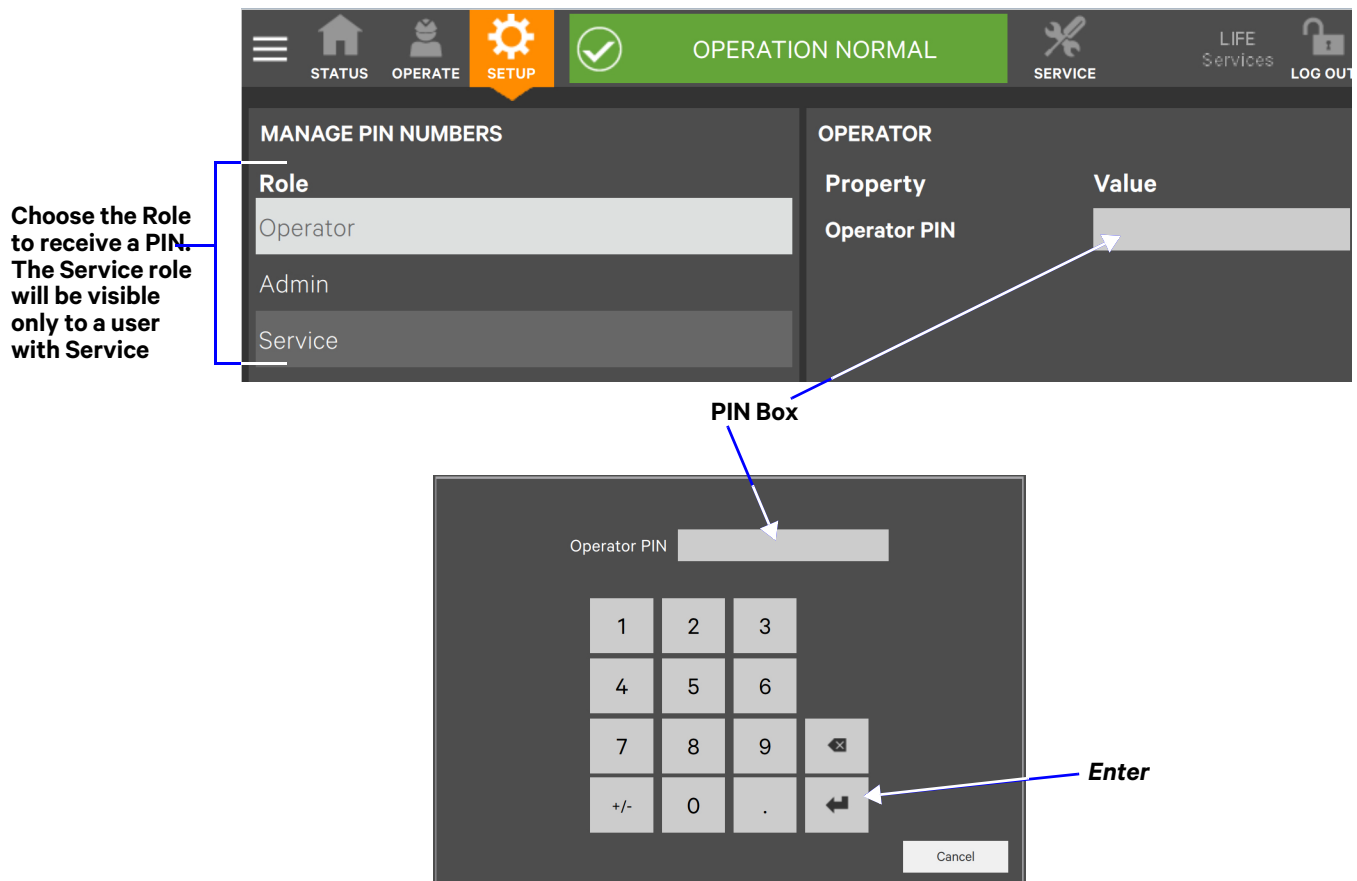 STATUS OPERATE SETUP OPERATION NORMAL SERVICE LIFE Services LOG OUT
MANAGE PIN NUMBERS
Role
Operator
Admin
Service
OPERATOR
Property Value
Operator PIN
Choose the Role
to receive a PIN.
The Service role
will be visible
only to a user
with Service
PIN Box
Operator PIN
1 2 3
4 5 6
7 8 9
+/- 0 .
Enter
Cancel